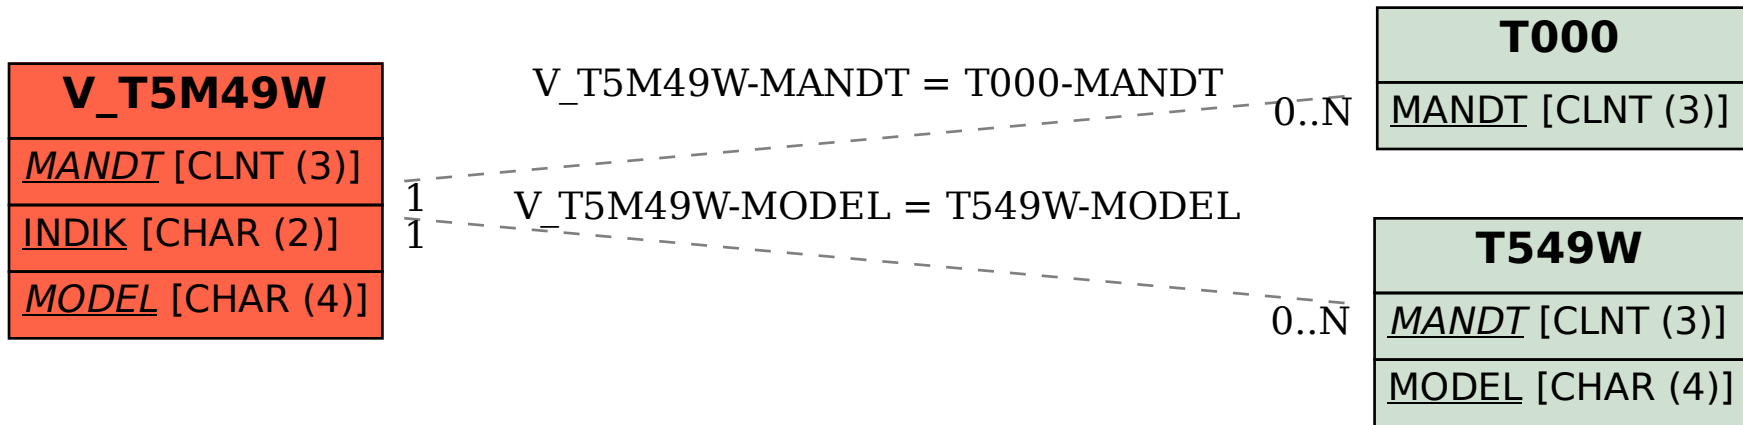 V_T5M49W
MANDT [CLNT (3)]
INDIK [CHAR (2)]
MODEL [CHAR (4)]
V_T5M49W-MANDT = T000-MANDT
0..N
1
V_T5M49W-MODEL = T549W-MODEL
1
0..N
T000
MANDT [CLNT (3)]
T549W
MANDT [CLNT (3)]
MODEL [CHAR (4)]